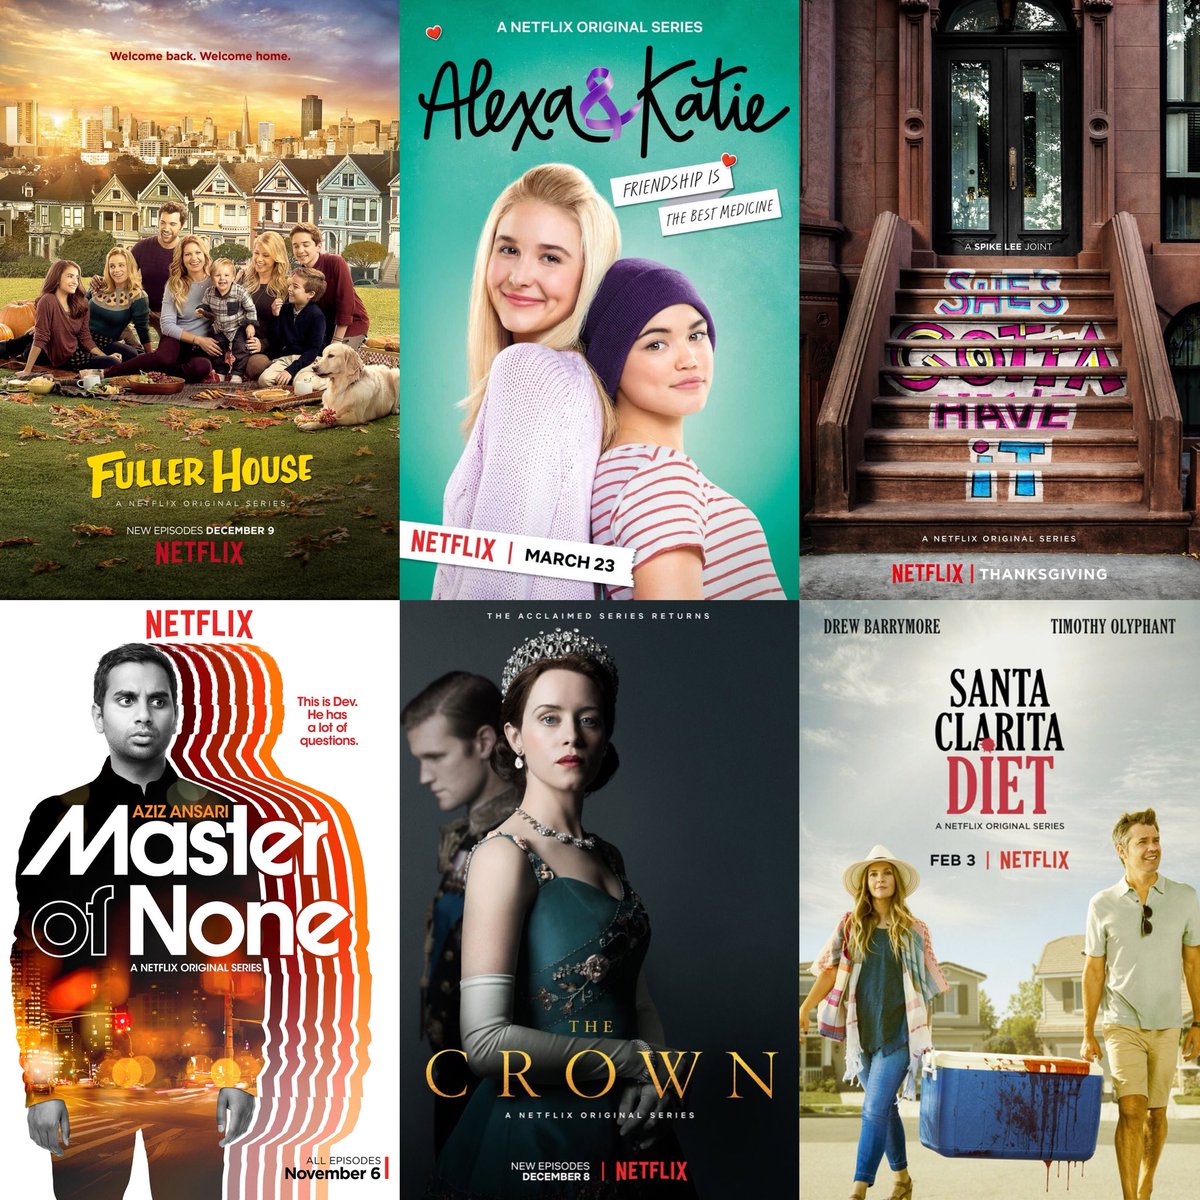 Welcome back. Welcome home.
FULLER HOUSE
A NETFLIX ORIGINAL SERIES
NEW EPISODES DECEMBER 9
NETFLIX
A NETFLIX ORIGINAL SERIES
Alexa & Katie
FRIENDSHIP IS
THE BEST MEDICINE
NETFLIX | MARCH 23
A SPIKE LEE JOINT
SHE'S
GOTTA
HAVE
iT
A NETFLIX ORIGINAL SERIES
NETFLIX | THANKSGIVING
NETFLIX
This is Dev.
He has
a lot of
questions.
AZIZ ANSARI
Master
of None
A NETFLIX ORIGINAL SERIES
ALL EPISODES
November 6
THE ACCLAIMED SERIES RETURNS
THE
CROWN
A NETFLIX ORIGINAL SERIES
NEW EPISODES
DECEMBER 8 | NETFLIX
DREW BARRYMORE TIMOTHY OLYPHANT
SANTA
CLARITA
DIET
A NETFLIX ORIGINAL SERIES
FEB 3 | NETFLIX